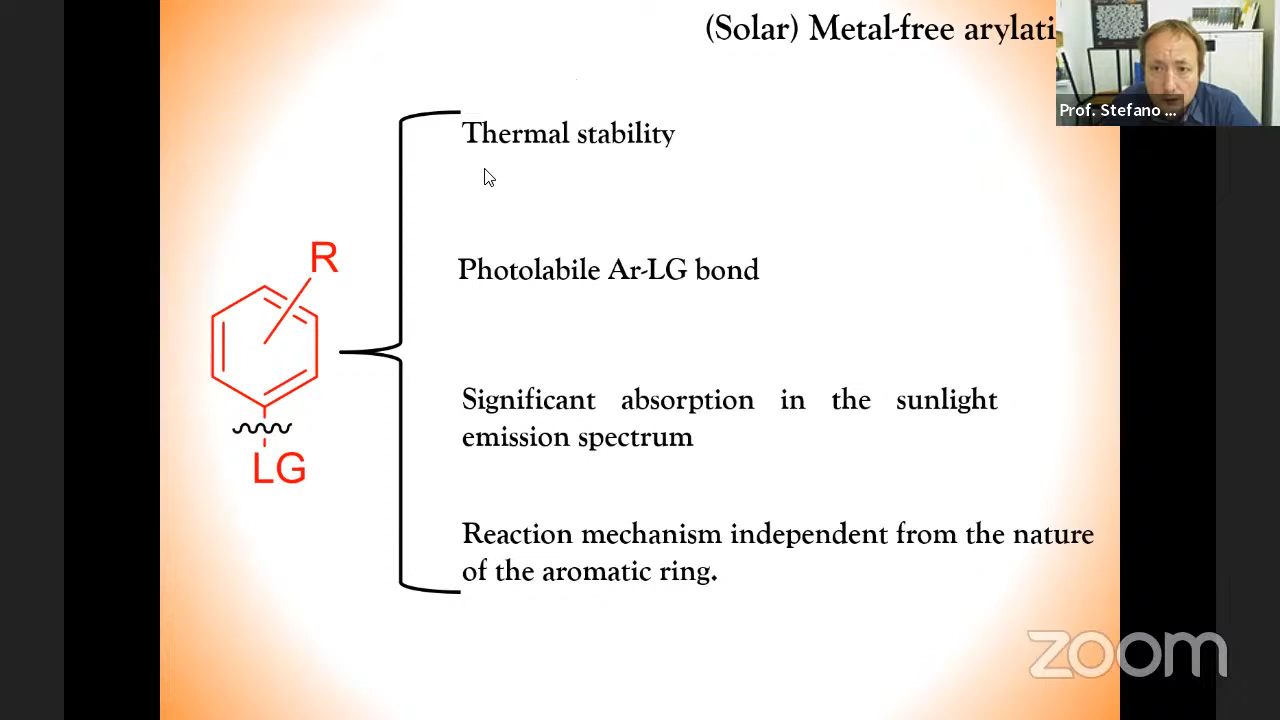 (Solar) Metal-free arylati
Prof. Stefano ...
Thermal stability
Photolabile Ar-LG bond
Significant absorption in the sunlight
emission spectrum
Reaction mechanism independent from the nature
of the aromatic ring.
R
LG
zoom